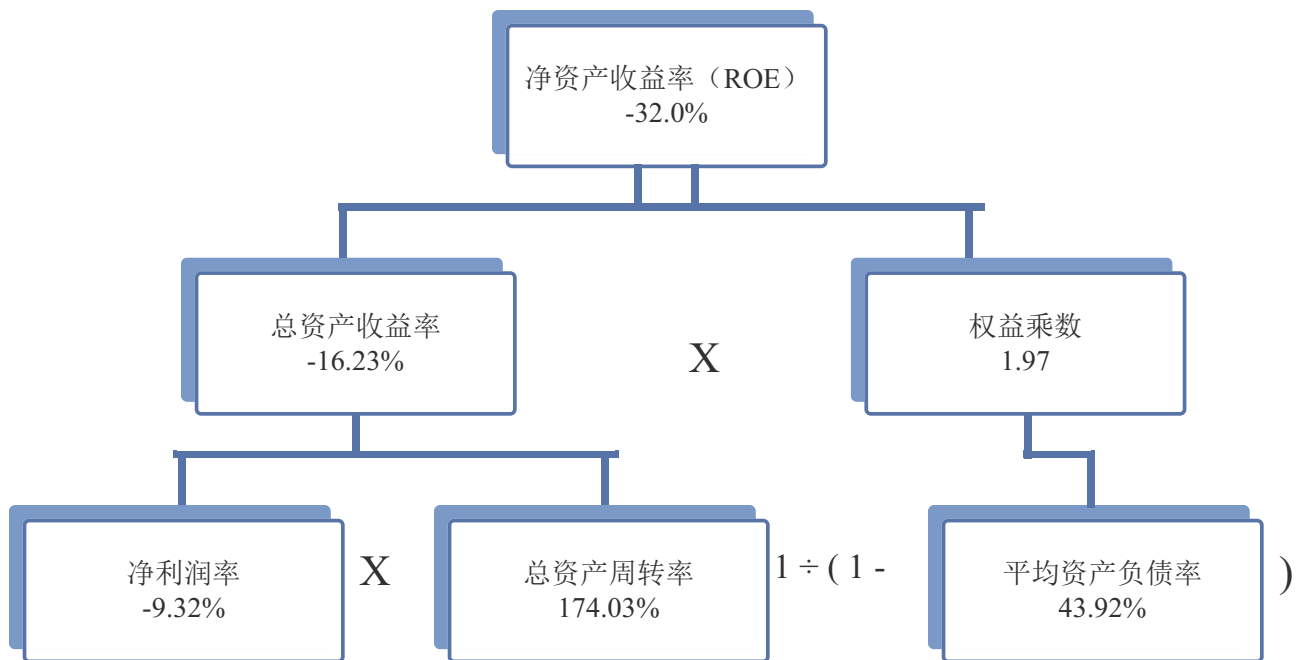 净资产收益率（ROE）
-32.0%
总资产收益率
-16.23%
X
权益乘数
1.97
净利润率
-9.32%
X
总资产周转率
174.03%
1 ÷ ( 1 -
平均资产负债率
43.92%
)